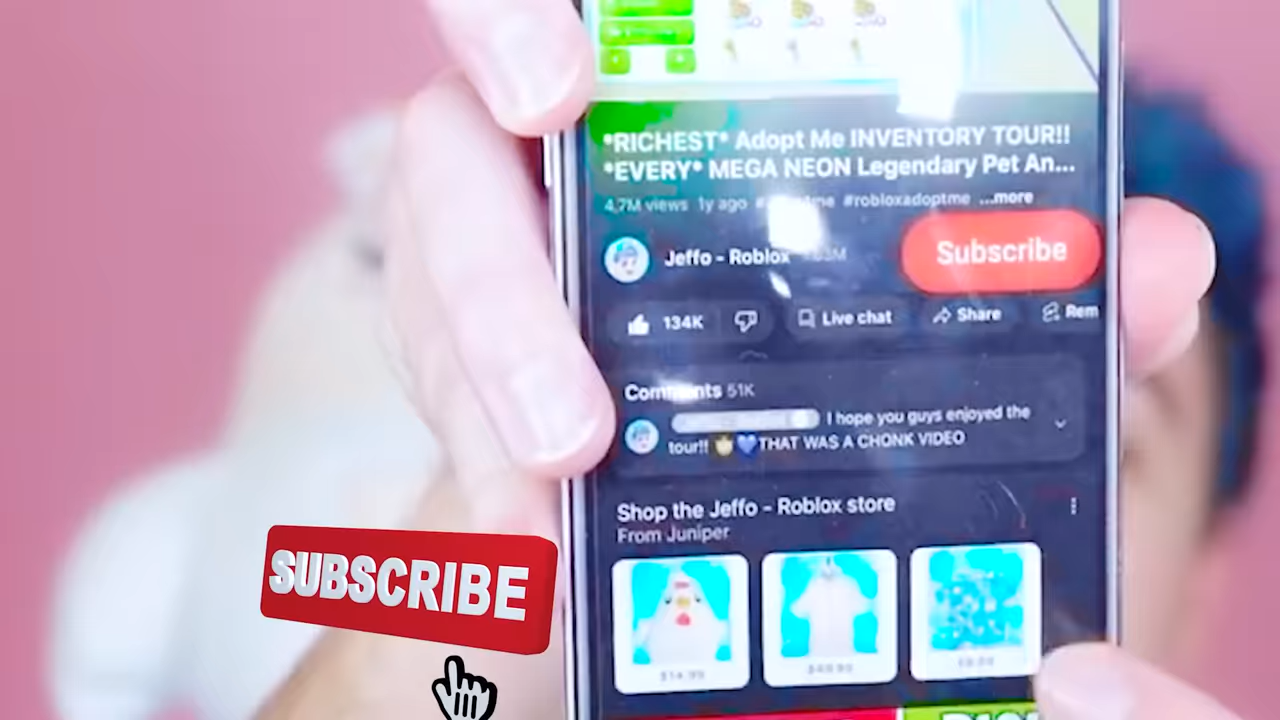 *RICHEST* Adopt Me INVENTORY TOUR!!
*EVERY* MEGA NEON Legendary Pet An...
4.7M views 1y ago #robloxadoptme ...more
Jeffo - Roblox
Subscribe
134K Live chat Share Rem
Comments 51K
I hope you guys enjoyed the
tour!! THAT WAS A CHONK VIDEO
Shop the Jeffo - Roblox store
From Juniper
SUBSCRIBE
$14.99